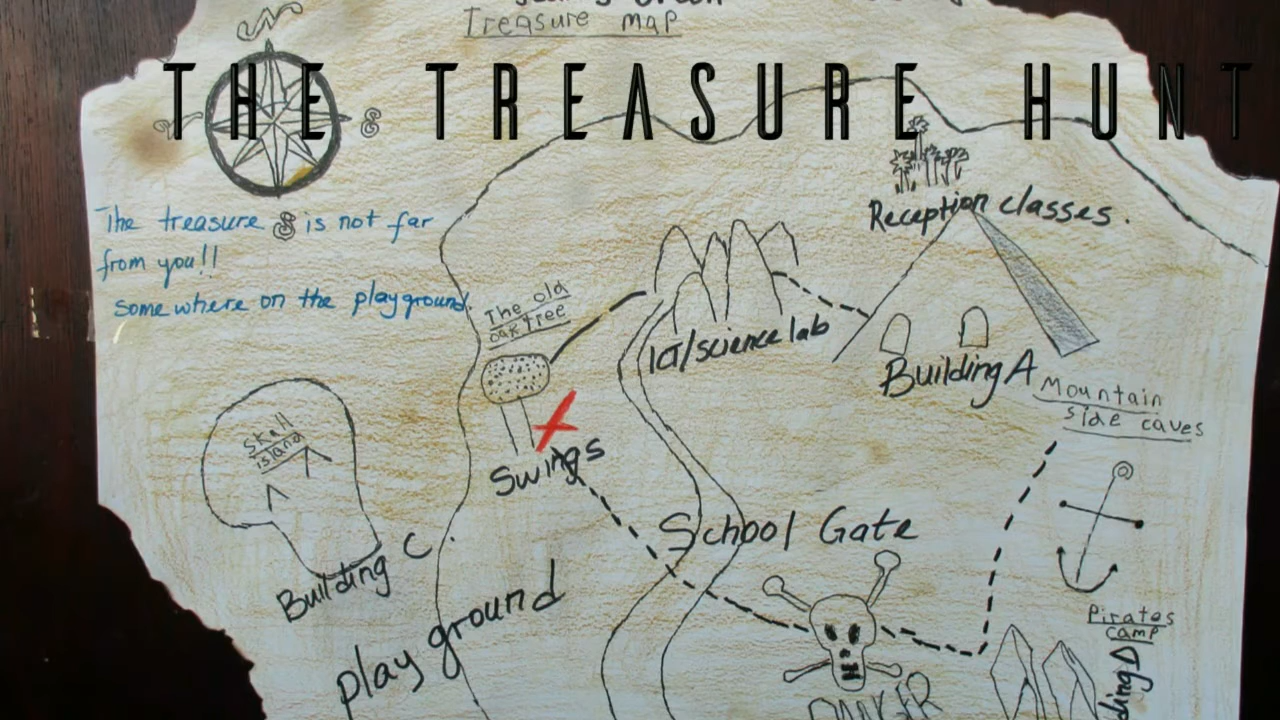 Treasure map
THE TREASURE HUNT
The treasure is not far
from you!!
some where on the playground.
Reception classes.
The old
oak tree
ICT/science lab
Building A
Mountain
side caves
Skall
island
Swings
School Gate
Building C.
play ground
Pirates
camp
DANGER